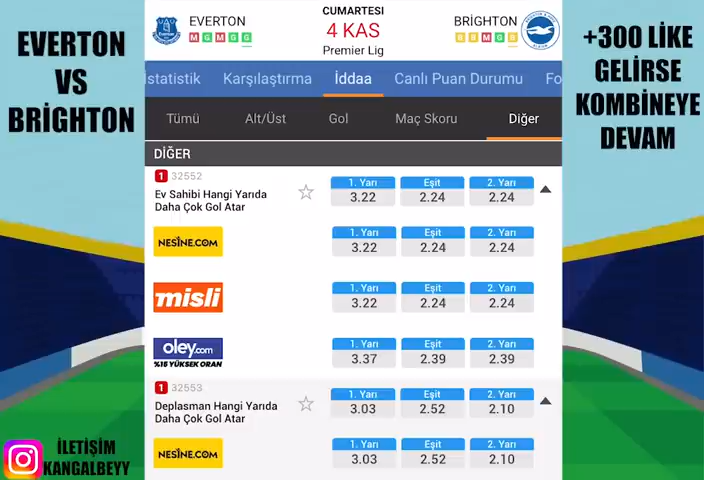 EVERTON
VS
BRİGHTON
EVERTON
M G M G G
CUMARTESİ
4 KAS
Premier Lig
BRİGHTON
B B M G B
+300 LİKE
GELİRSE
KOMBİNEYE
DEVAM
İstatistik Karşılaştırma İddaa Canlı Puan Durumu Fo
Tümü Alt/Üst Gol Maç Skoru Diğer
DİĞER
1 32552
Ev Sahibi Hangi Yarıda
Daha Çok Gol Atar
1. Yarı Eşit 2. Yarı
3.22 2.24 2.24
NESİNE.COM
1. Yarı Eşit 2. Yarı
3.22 2.24 2.24
misli
1. Yarı Eşit 2. Yarı
3.22 2.24 2.24
oley.com
%15 YÜKSEK ORAN
1. Yarı Eşit 2. Yarı
3.37 2.39 2.39
1 32553
Deplasman Hangi Yarıda
Daha Çok Gol Atar
1. Yarı Eşit 2. Yarı
3.03 2.52 2.10
NESİNE.COM
1. Yarı Eşit 2. Yarı
3.03 2.52 2.10
İLETİŞİM
KANGALBEYY